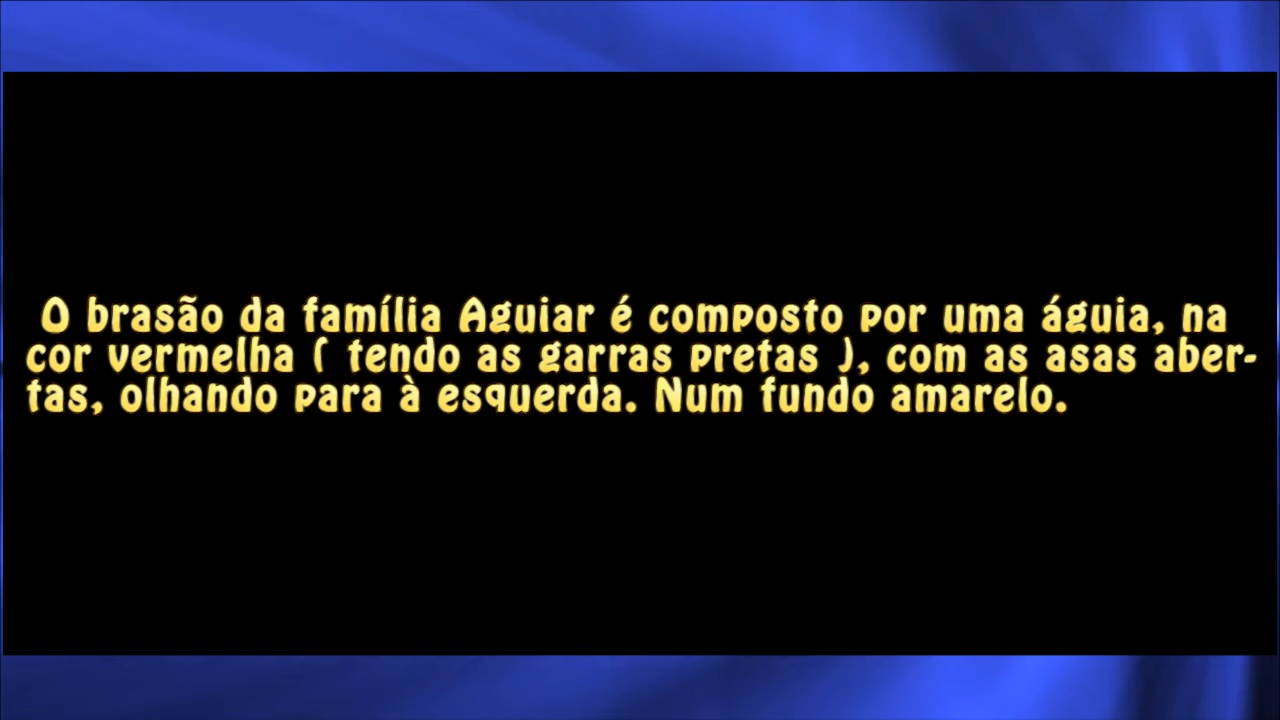 O brasão da família Aguiar é composto por uma águia, na
cor vermelha ( tendo as garras pretas ), com as asas aber-
tas, olhando para à esquerda. Num fundo amarelo.